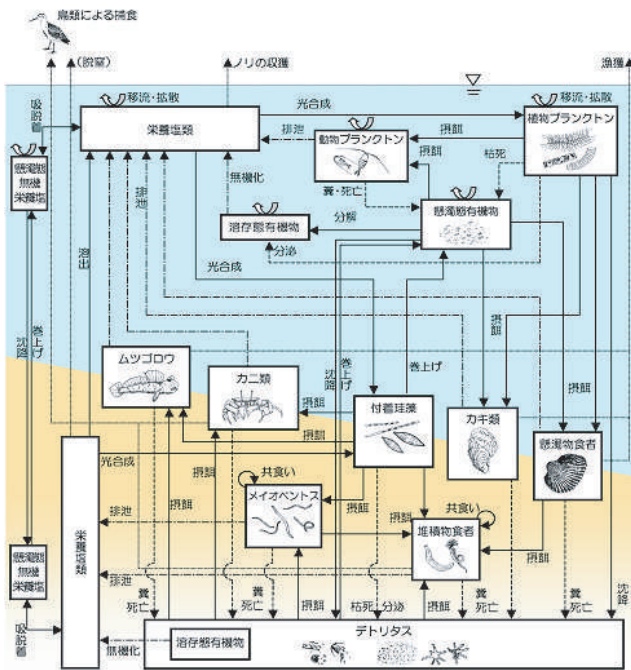 鳥類による捕食
(脱窒)
ノリの収穫
漁獲
移流・拡散
移流・拡散
吸脱着
栄養塩類
光合成
植物プランクトン
排泄
動物プランクトン
摂餌
摂餌
枯死
懸濁態
無機
栄養塩
無機化
糞・死亡
懸濁態有機物
排泄
溶存態有機物
分解
分泌
溶出
光合成
摂餌
沈降
巻上げ
ムツゴロウ
カニ類
沈降
巻上げ
巻上げ
摂餌
摂餌
付着珪藻
カキ類
懸濁物食者
摂餌
光合成
摂餌
摂餌
共食い
摂餌
メイオベントス
摂餌
共食い
堆積物食者
摂餌
排泄
栄養塩類
懸濁態
無機
栄養塩
排泄
糞
死亡
糞
死亡
摂餌
枯死
分泌
摂餌
糞
死亡
糞
死亡
沈降
吸脱着
無機化
溶存態有機物
デトリタス